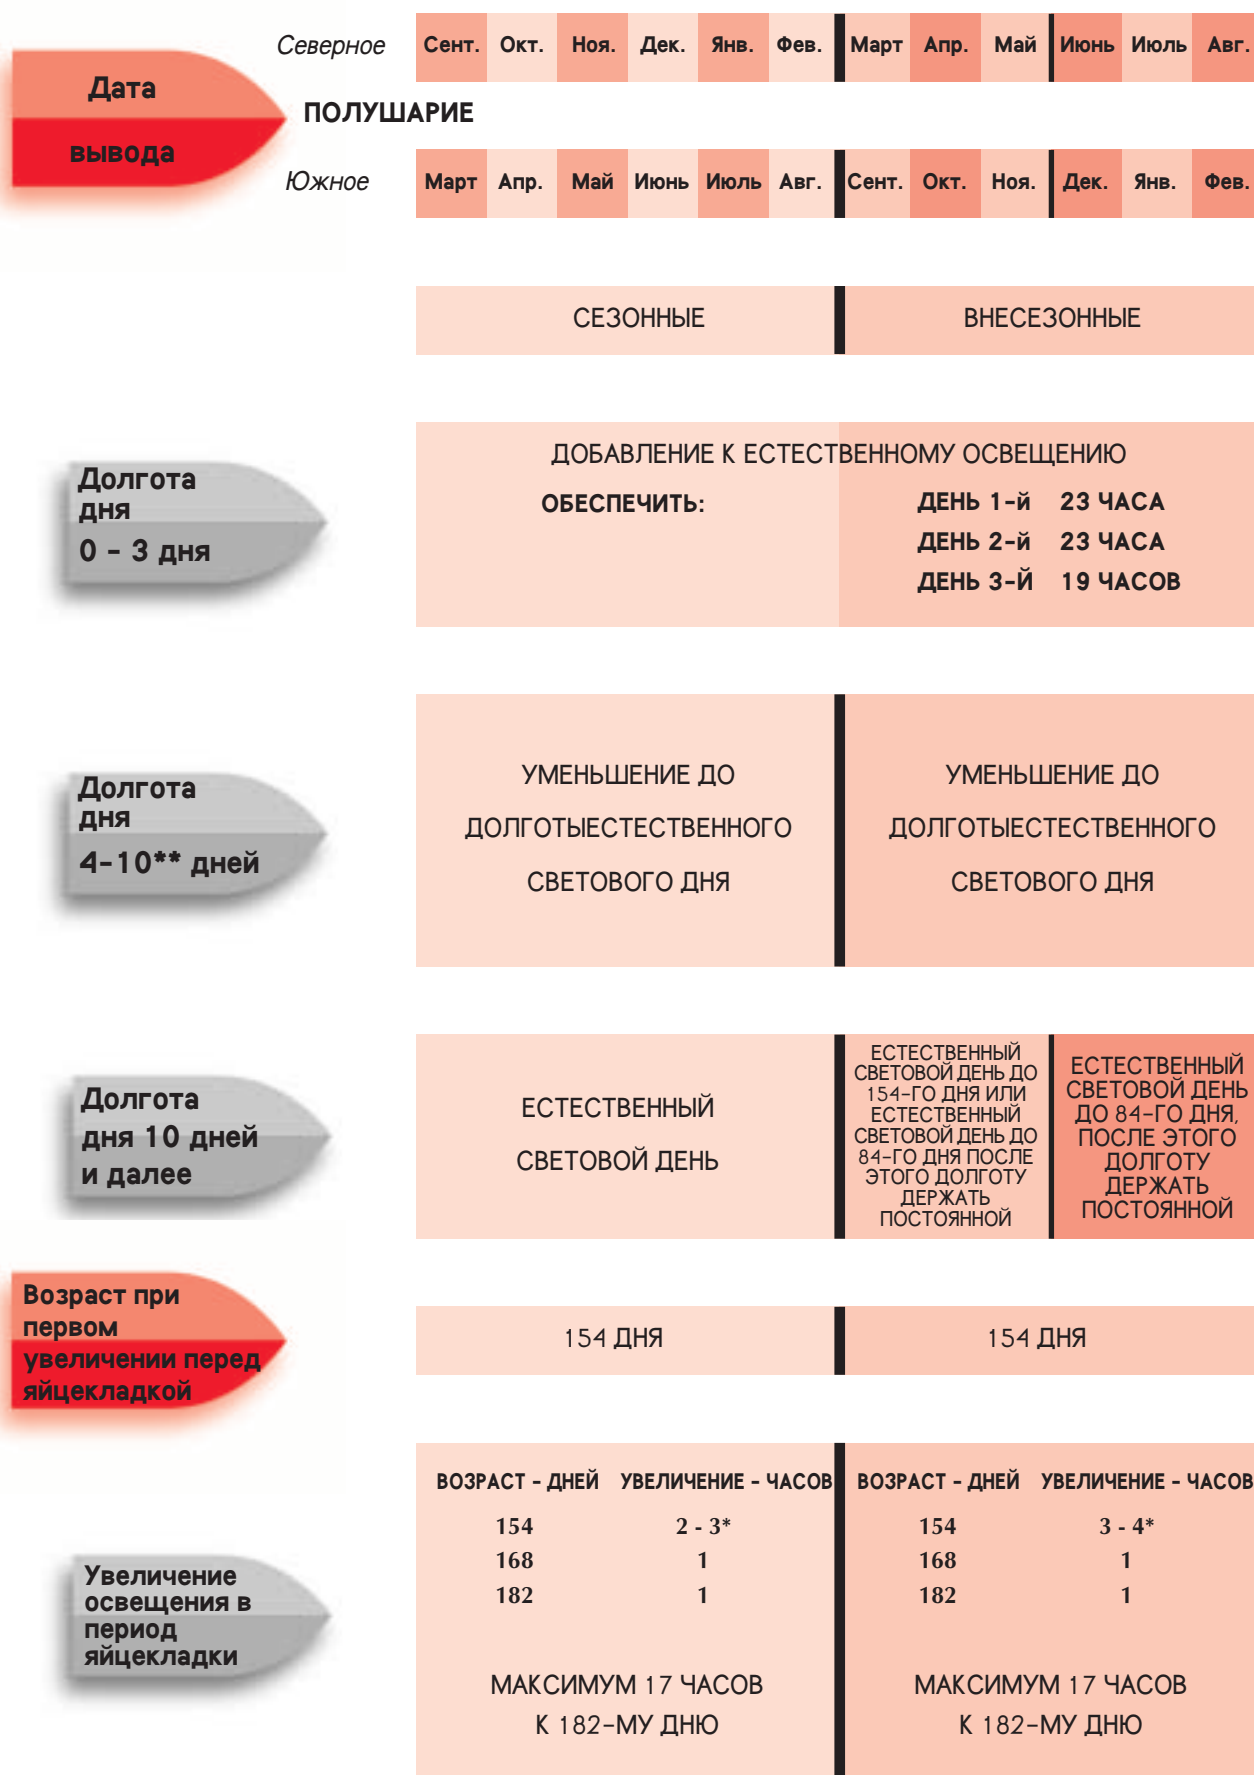 Северное Сент. Окт. Ноя. Дек. Янв. Фев. Март Апр. Май Июнь Июль Авг.
Дата
ПОЛУШАРИЕ
вывода
Южное Март Апр. Май Июнь Июль Авг. Сент. Окт. Ноя. Дек. Янв. Фев.
СЕЗОННЫЕ ВНЕСЕЗОННЫЕ
Долгота
дня
0 - 3 дня
ДОБАВЛЕНИЕ К ЕСТЕСТВЕННОМУ ОСВЕЩЕНИЮ
ОБЕСПЕЧИТЬ: ДЕНЬ 1-й 23 ЧАСА
ДЕНЬ 2-й 23 ЧАСА
ДЕНЬ 3-Й 19 ЧАСОВ
Долгота
дня
4-10** дней
УМЕНЬШЕНИЕ ДО
ДОЛГОТЫЕСТЕСТВЕННОГО
СВЕТОВОГО ДНЯ
УМЕНЬШЕНИЕ ДО
ДОЛГОТЫЕСТЕСТВЕННОГО
СВЕТОВОГО ДНЯ
Долгота
дня 10 дней
и далее
ЕСТЕСТВЕННЫЙ
СВЕТОВОЙ ДЕНЬ
ЕСТЕСТВЕННЫЙ
СВЕТОВОЙ ДЕНЬ ДО
154-ГО ДНЯ ИЛИ
ЕСТЕСТВЕННЫЙ
СВЕТОВОЙ ДЕНЬ ДО
84-ГО ДНЯ ПОСЛЕ
ЭТОГО ДОЛГОТУ
ДЕРЖАТЬ
ПОСТОЯННОЙ
ЕСТЕСТВЕННЫЙ
СВЕТОВОЙ ДЕНЬ
ДО 84-ГО ДНЯ,
ПОСЛЕ ЭТОГО
ДОЛГОТУ
ДЕРЖАТЬ
ПОСТОЯННОЙ
Возраст при
первом
увеличении перед
яйцекладкой
154 ДНЯ 154 ДНЯ
Увеличение
освещения в
период
яйцекладки
ВОЗРАСТ - ДНЕЙ УВЕЛИЧЕНИЕ - ЧАСОВ
154 2 - 3*
168 1
182 1
МАКСИМУМ 17 ЧАСОВ
К 182-МУ ДНЮ
ВОЗРАСТ - ДНЕЙ УВЕЛИЧЕНИЕ - ЧАСОВ
154 3 - 4*
168 1
182 1
МАКСИМУМ 17 ЧАСОВ
К 182-МУ ДНЮ